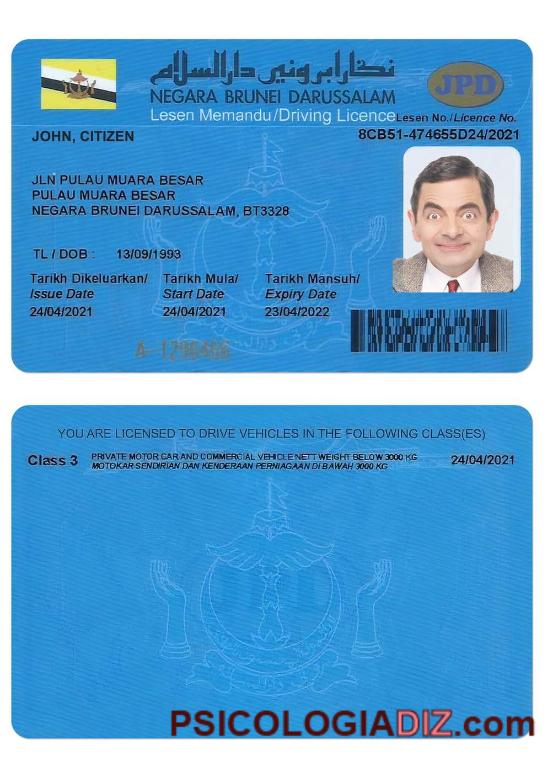 نݢارا بروني دارالسلام
NEGARA BRUNEI DARUSSALAM
JPD
Lesen Memandu/Driving Licence
Lesen No./Licence No.
JOHN, CITIZEN
8CB51-474655D24/2021
JLN PULAU MUARA BESAR
PULAU MUARA BESAR
NEGARA BRUNEI DARUSSALAM, BT3328
TL / DOB : 13/09/1993
Tarikh Dikeluarkan/ Tarikh Mula/ Tarikh Mansuh/
Issue Date Start Date Expiry Date
24/04/2021 24/04/2021 23/04/2022
YOU ARE LICENSED TO DRIVE VEHICLES IN THE FOLLOWING CLASS(ES)
Class 3 PRIVATE MOTOR CAR AND COMMERCIAL VEHICLE NETT WEIGHT BELOW 3000 KG 24/04/2021
MOTOKAR SENDIRIAN DAN KENDERAAN PERNIAGAAN DI BAWAH 3000 KG
PSICOLOGIADIZ.com